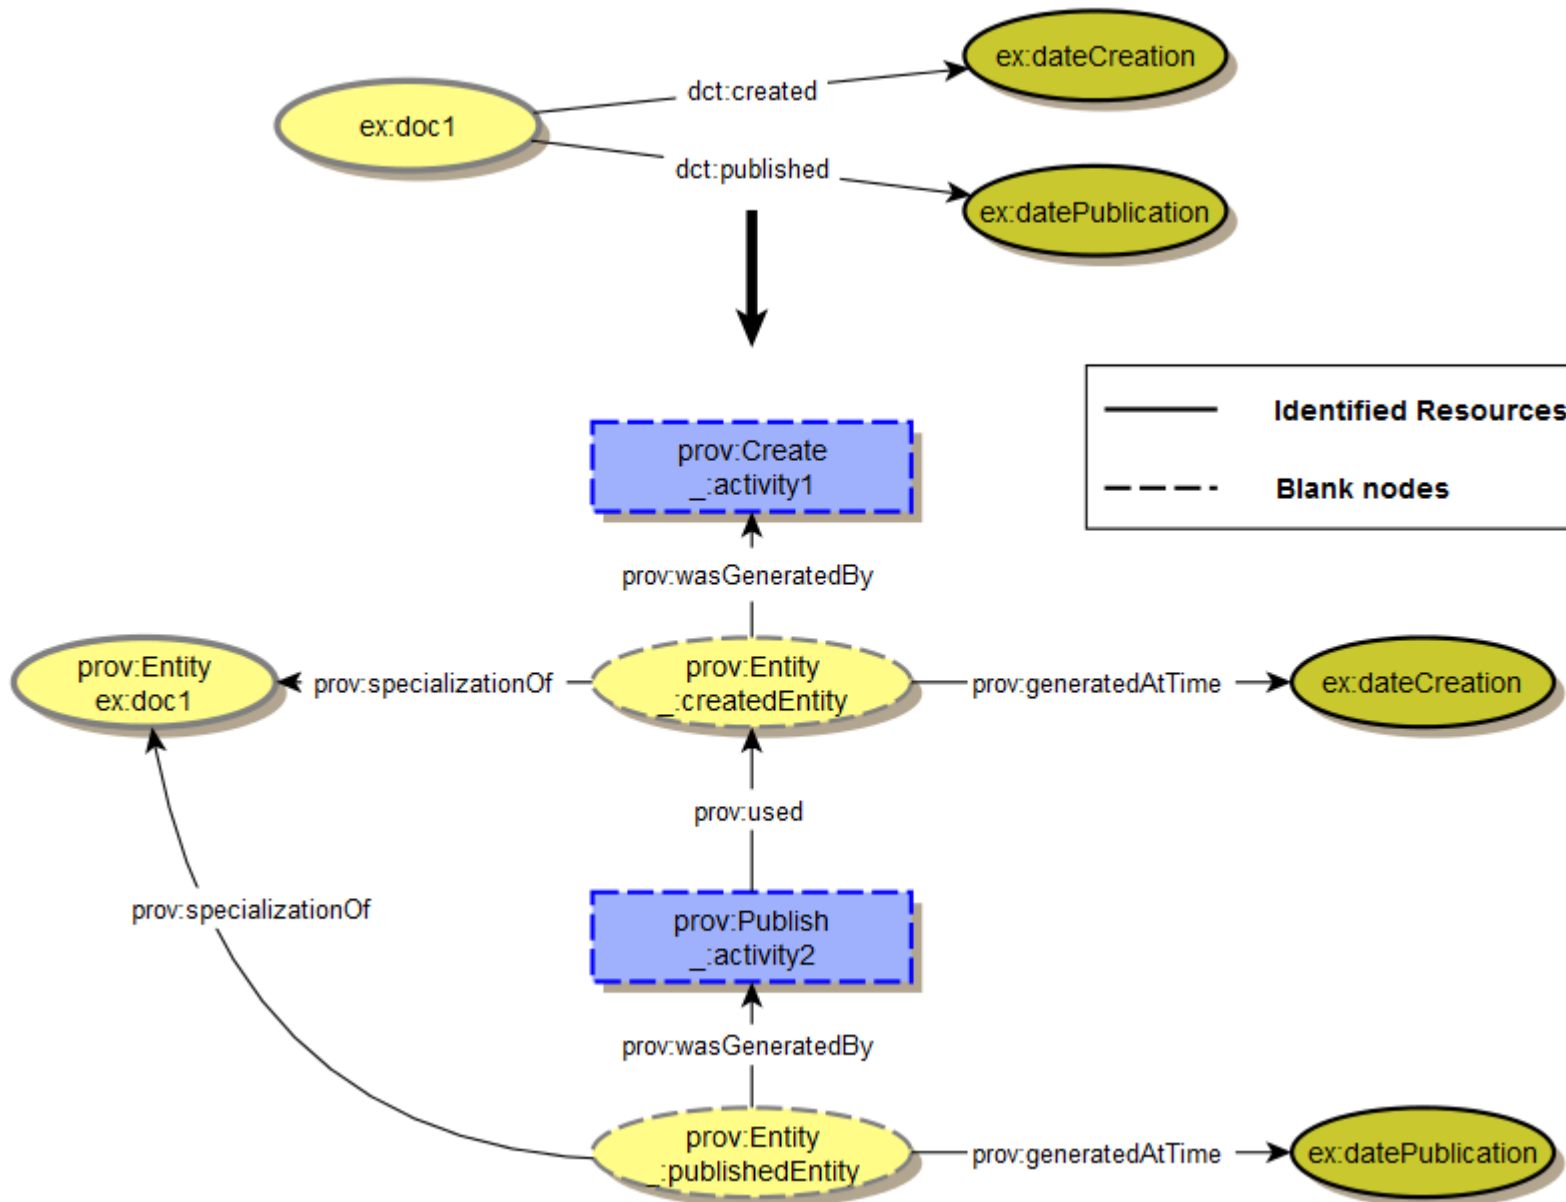 ex:dateCreation
dct:created
ex:doc1
dct:published
ex:datePublication
Identified Resources
Blank nodes
prov:Create
_:activity1
prov:wasGeneratedBy
prov:Entity
ex:doc1
prov:specializationOf
prov:Entity
_:createdEntity
prov:generatedAtTime
ex:dateCreation
prov:used
prov:specializationOf
prov:Publish
_:activity2
prov:wasGeneratedBy
prov:Entity
_:publishedEntity
prov:generatedAtTime
ex:datePublication